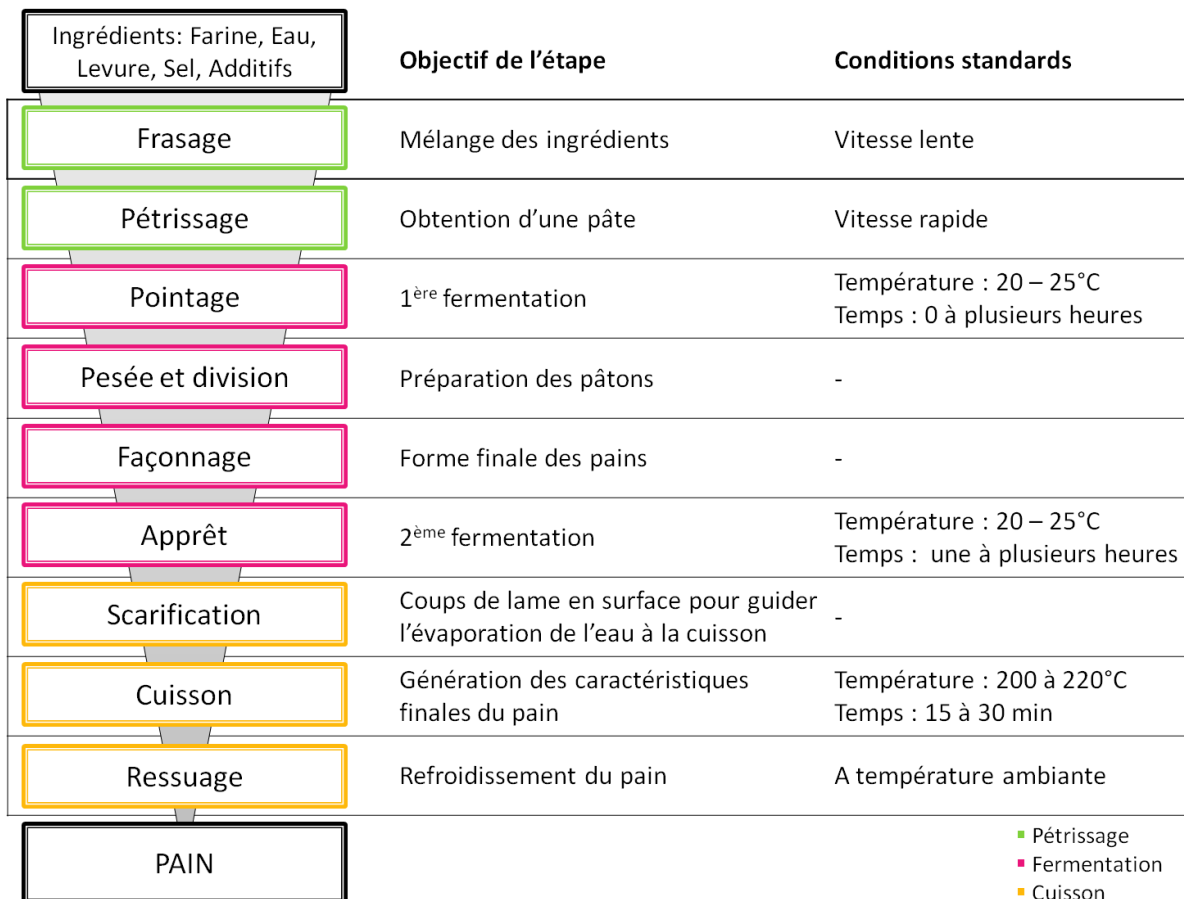 Ingrédients: Farine, Eau,
Levure, Sel, Additifs
Objectif de l’étape
Conditions standards
Frasage
Mélange des ingrédients
Vitesse lente
Pétrissage
Obtention d’une pâte
Vitesse rapide
Pointage
1ère fermentation
Température : 20 – 25°C
Temps : 0 à plusieurs heures
Pesée et division
Préparation des pâtons
-
Façonnage
Forme finale des pains
-
Apprêt
2ème fermentation
Température : 20 – 25°C
Temps : une à plusieurs heures
Scarification
Coups de lame en surface pour guider
l’évaporation de l’eau à la cuisson
-
Cuisson
Génération des caractéristiques
finales du pain
Température : 200 à 220°C
Temps : 15 à 30 min
Ressuage
Refroidissement du pain
A température ambiante
PAIN
Pétrissage
Fermentation
Cuisson